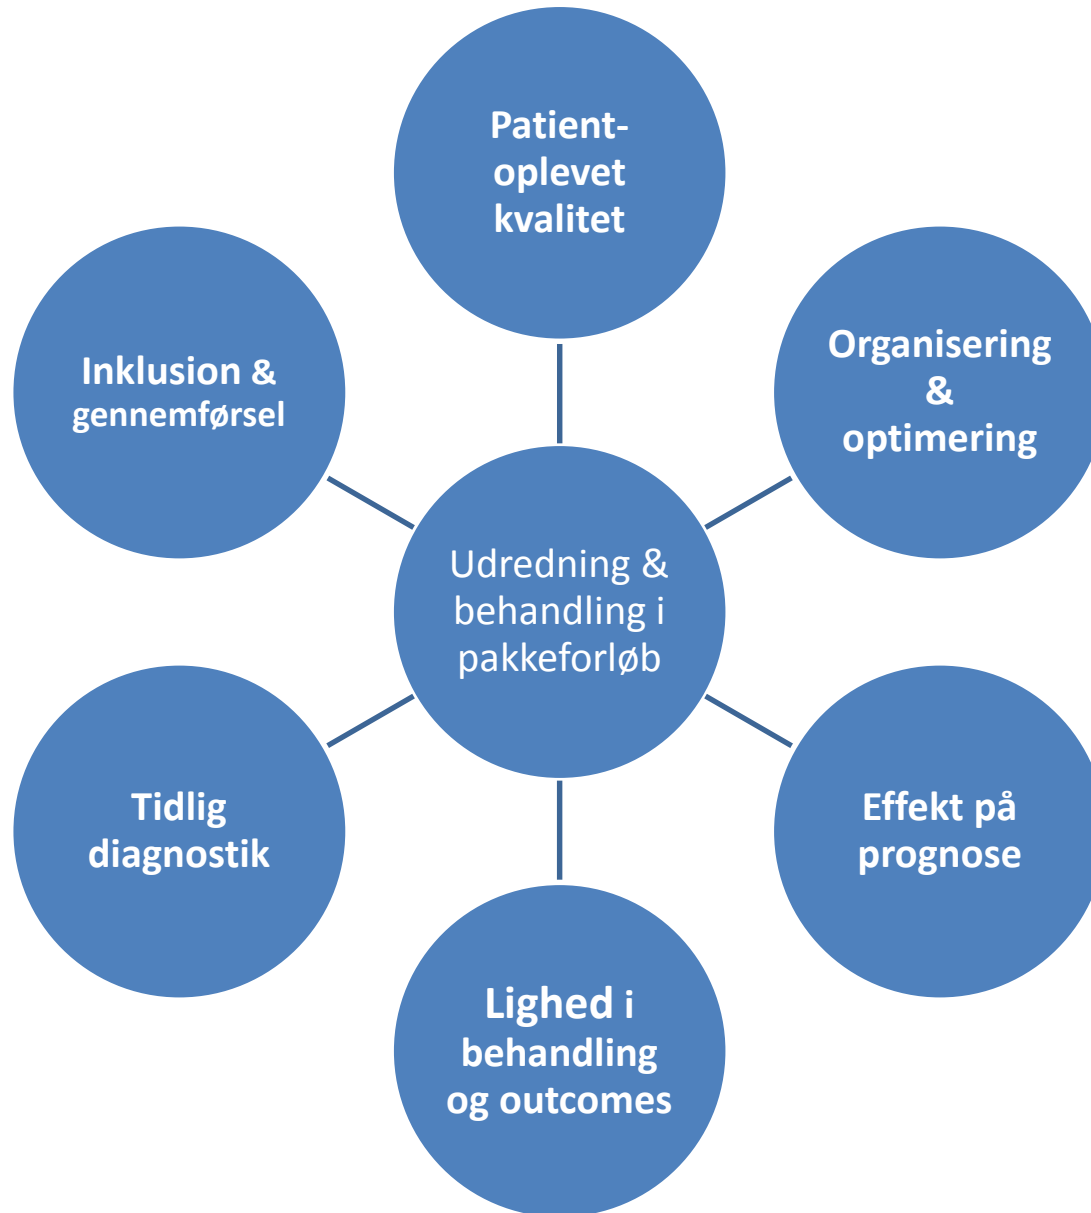 Patient-
oplevet
kvalitet
Organisering
&
optimering
Inklusion &
gennemførsel
Udredning &
behandling i
pakkeforløb
Tidlig
diagnostik
Effekt på
prognose
Lighed i
behandling
og outcomes